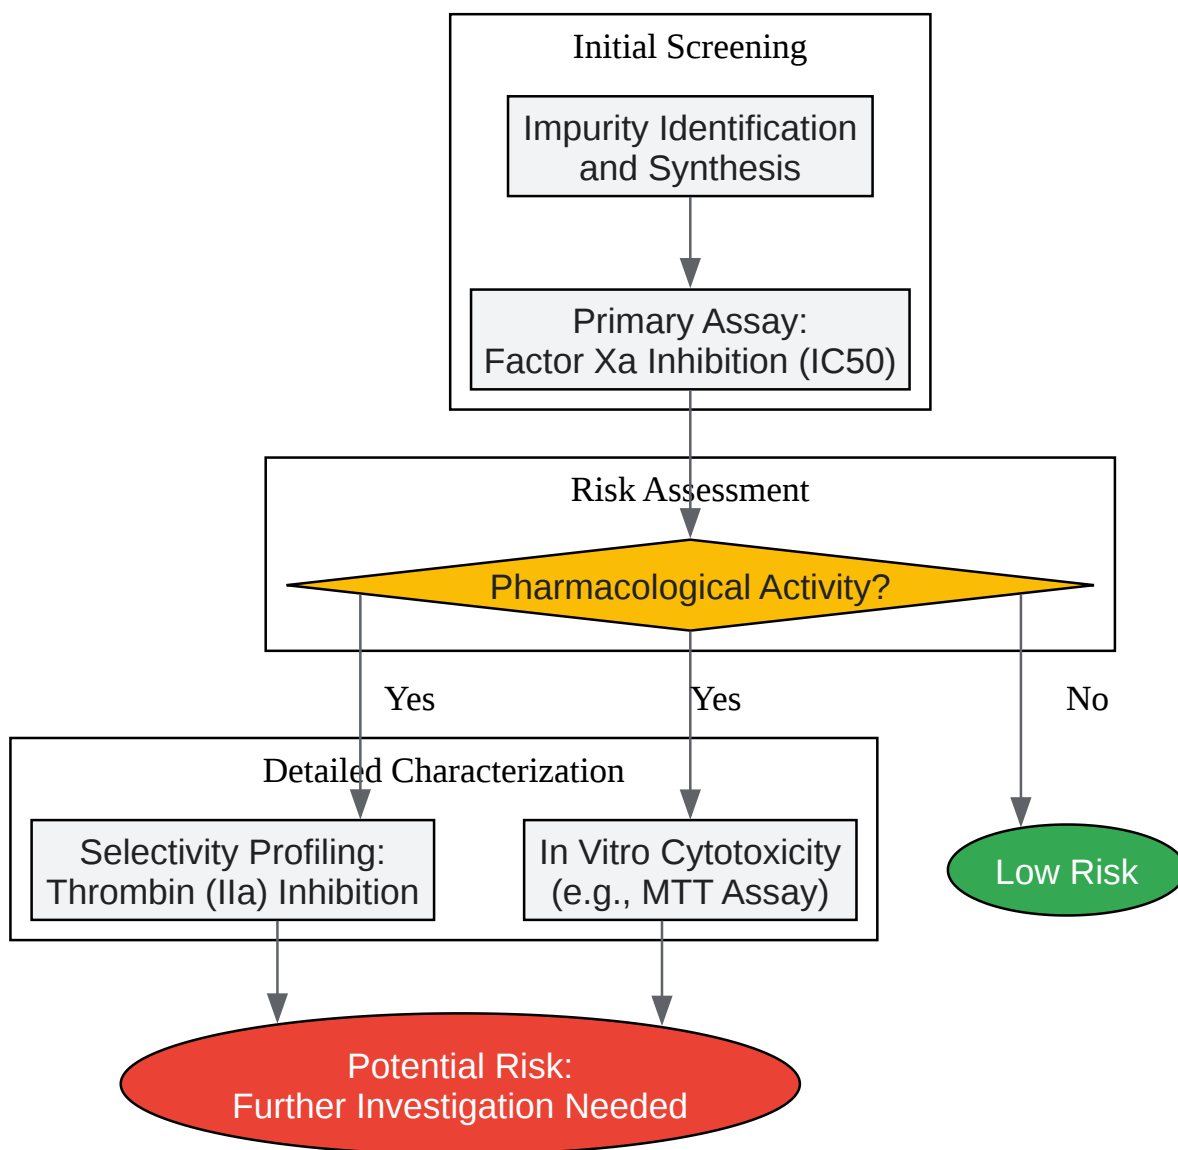 Initial Screening
Impurity Identification
and Synthesis
Primary Assay:
Factor Xa Inhibition (IC50)
Risk Assessment
Pharmacological Activity?
Yes
Yes
No
Detailed Characterization
Selectivity Profiling:
Thrombin (IIa) Inhibition
In Vitro Cytotoxicity
(e.g., MTT Assay)
Low Risk
Potential Risk:
Further Investigation Needed